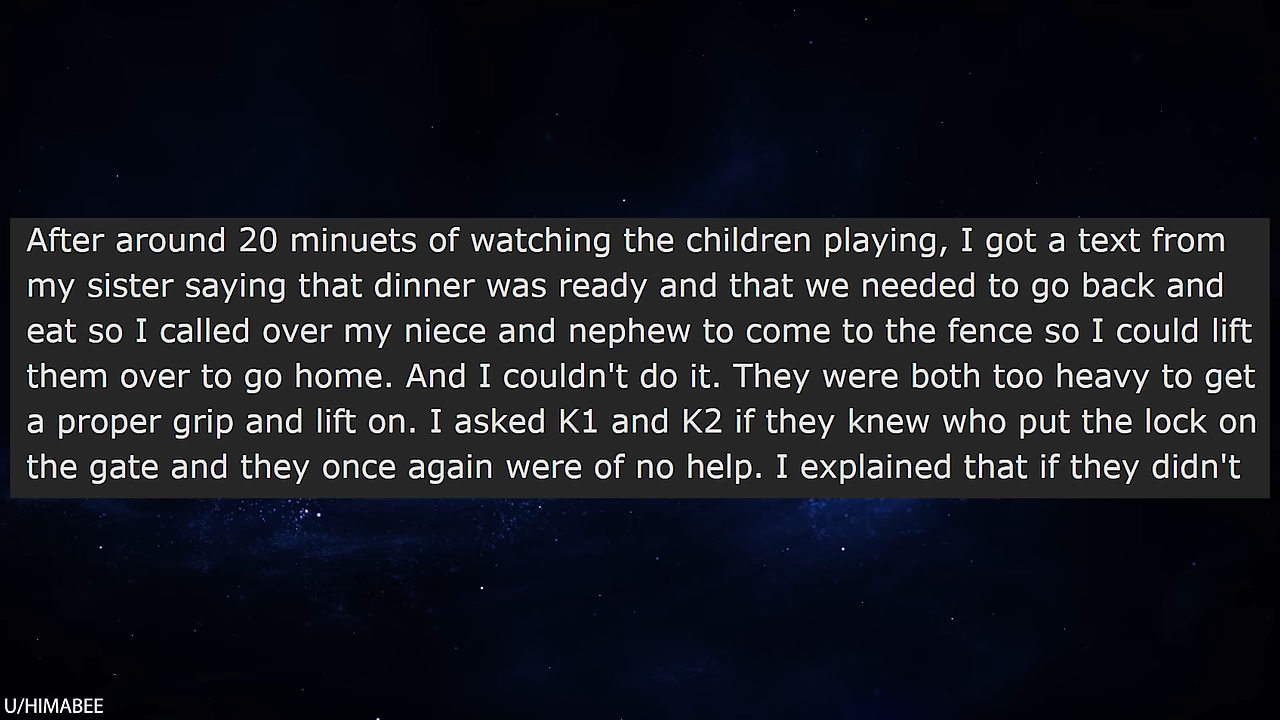 After around 20 minuets of watching the children playing, I got a text from
my sister saying that dinner was ready and that we needed to go back and
eat so I called over my niece and nephew to come to the fence so I could lift
them over to go home. And I couldn't do it. They were both too heavy to get
a proper grip and lift on. I asked K1 and K2 if they knew who put the lock on
the gate and they once again were of no help. I explained that if they didn't
U/HIMABEE